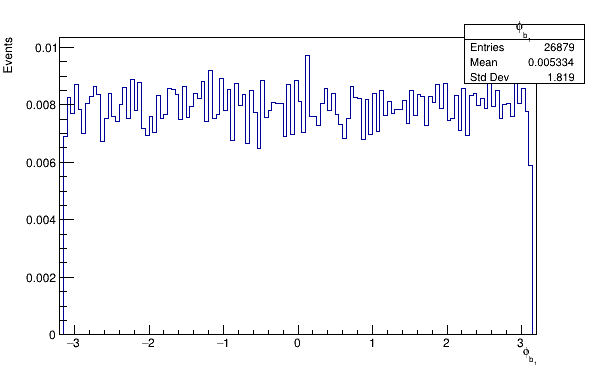 ϕb1
Entries 26879
Mean 0.005334
Std Dev 1.819
Events
0.01
0.008
0.006
0.004
0.002
0
−3 −2 −1 0 1 2 3
ϕb1